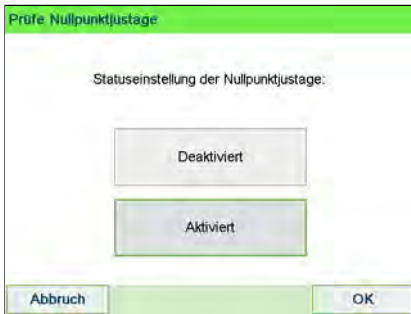 Prüfe Nullpunktjustage
Statuseinstellung der Nullpunktjustage:
Deaktiviert
Aktiviert
Abbruch
OK